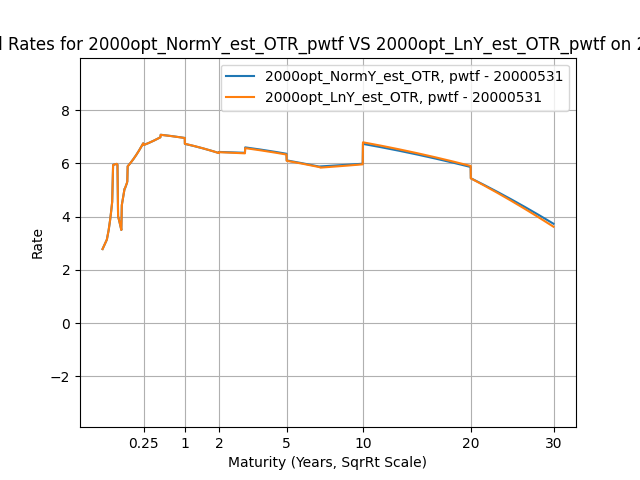 l Rates for 2000opt_NormY_est_OTR_pwtf VS 2000opt_LnY_est_OTR_pwtf on 2
2000opt_NormY_est_OTR, pwtf - 20000531
2000opt_LnY_est_OTR, pwtf - 20000531
8
6
4
2
0
−2
Rate
0.25 1 2 5 10 20 30
Maturity (Years, SqrRt Scale)